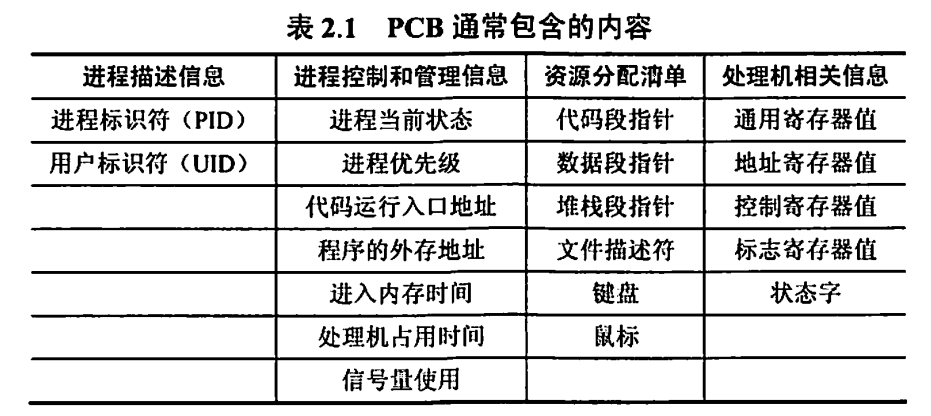 表 2.1 PCB 通常包含的内容
进程描述信息 进程控制和管理信息 资源分配清单 处理机相关信息
进程标识符（PID） 进程当前状态 代码段指针 通用寄存器值
用户标识符（UID） 进程优先级 数据段指针 地址寄存器值
代码运行入口地址 堆栈段指针 控制寄存器值
程序的外存地址 文件描述符 标志寄存器值
进入内存时间 键盘 状态字
处理机占用时间 鼠标
信号量使用